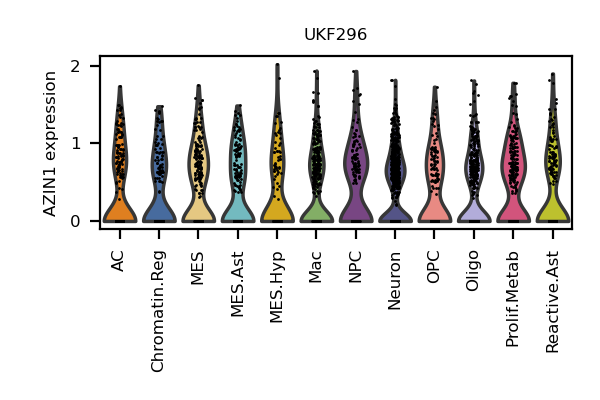 UKF296
AZIN1 expression
2
1
0
AC
Chromatin.Reg
MES
MES.Ast
MES.Hyp
Mac
NPC
Neuron
OPC
Oligo
Prolif.Metab
Reactive.Ast